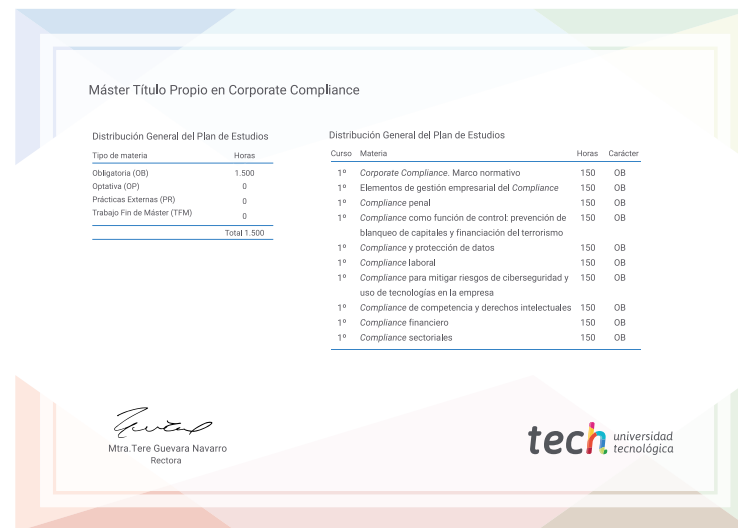 Máster Título Propio en Corporate Compliance
Distribución General del Plan de Estudios
Tipo de materia Horas
Obligatoria (OB) 1.500
Optativa (OP) 0
Prácticas Externas (PR) 0
Trabajo Fin de Máster (TFM) 0
Total 1.500
Distribución General del Plan de Estudios
Curso Materia Horas Carácter
1º Corporate Compliance. Marco normativo 150 OB
1º Elementos de gestión empresarial del Compliance 150 OB
1º Compliance penal 150 OB
1º Compliance como función de control: prevención de 150 OB
blanqueo de capitales y financiación del terrorismo
1º Compliance y protección de datos 150 OB
1º Compliance laboral 150 OB
1º Compliance para mitigar riesgos de ciberseguridad y 150 OB
uso de tecnologías en la empresa
1º Compliance de competencia y derechos intelectuales 150 OB
1º Compliance financiero 150 OB
1º Compliance sectoriales 150 OB
Mtra.Tere Guevara Navarro
Rectora
tech universidad
tecnológica